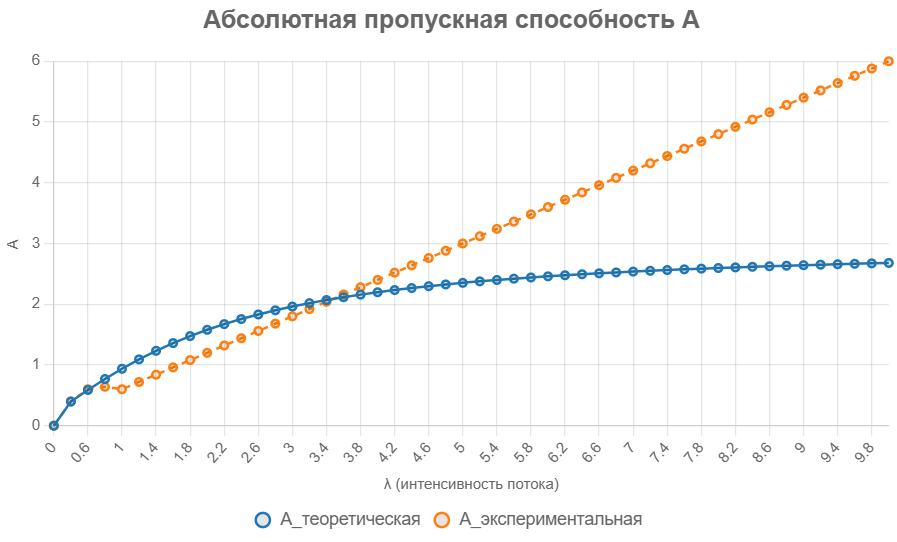 Абсолютная пропускная способность A
6
5
4
3
2
1
0
A
0 0.6 1 1.4 1.8 2.2 2.6 3 3.4 3.8 4.2 4.6 5 5.4 5.8 6.2 6.6 7 7.4 7.8 8.2 8.6 9 9.4 9.8
λ (интенсивность потока)
A_теоретическая A_экспериментальная